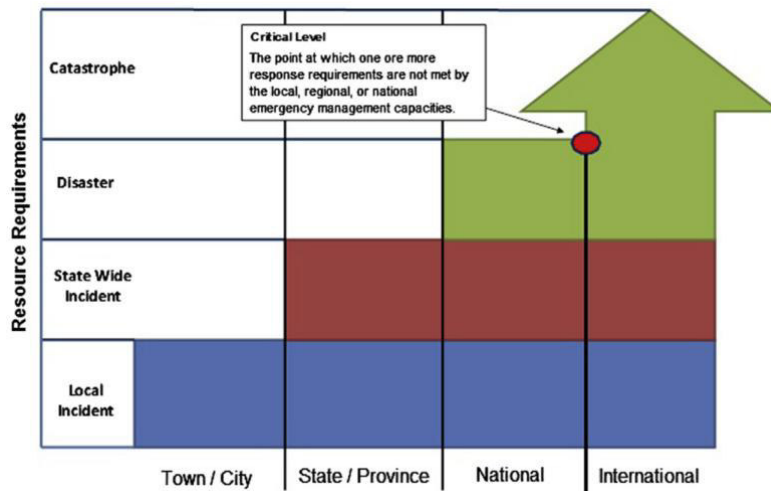 Critical Level
The point at which one ore more
response requirements are not met by
the local, regional, or national
emergency management capacities.
Catastrophe
Disaster
State Wide
Incident
Local
Incident
Resource Requirements
Town / City
State / Province
National
International